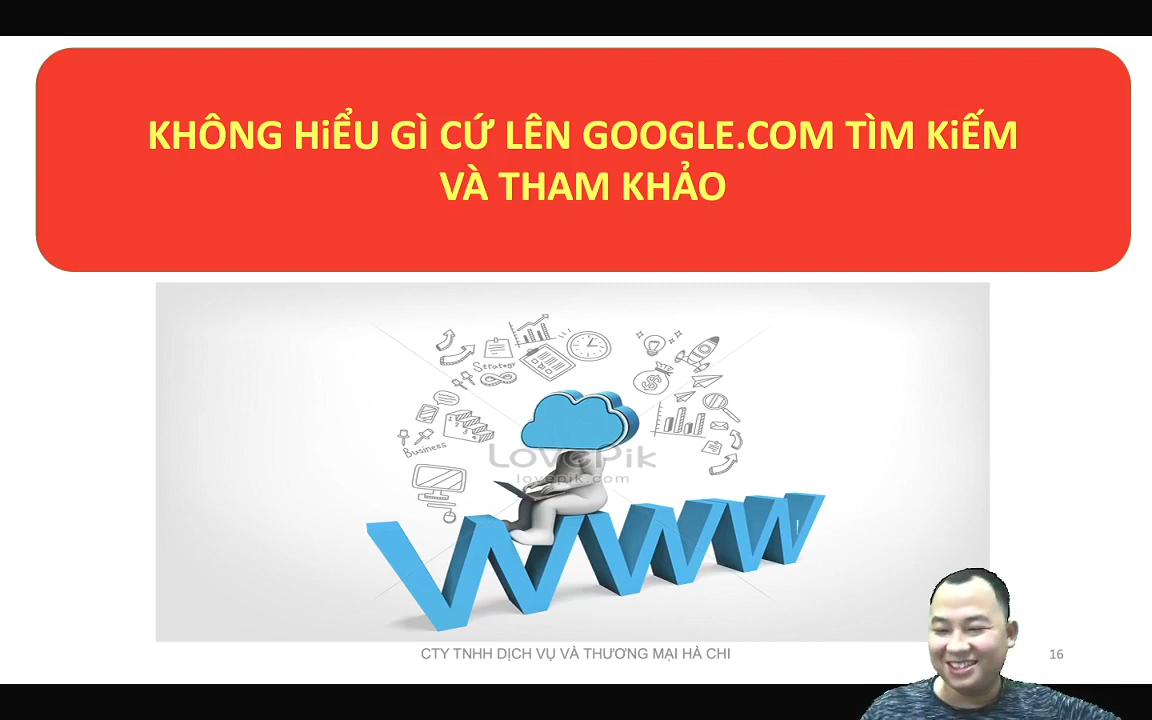 KHÔNG HiỂU GÌ CỨ LÊN GOOGLE.COM TÌM KiẾM
VÀ THAM KHẢO
Strategy
Business
LovePik
lovepik.com
WWW
CTY TNHH DỊCH VỤ VÀ THƯƠNG MẠI HÀ CHI
16